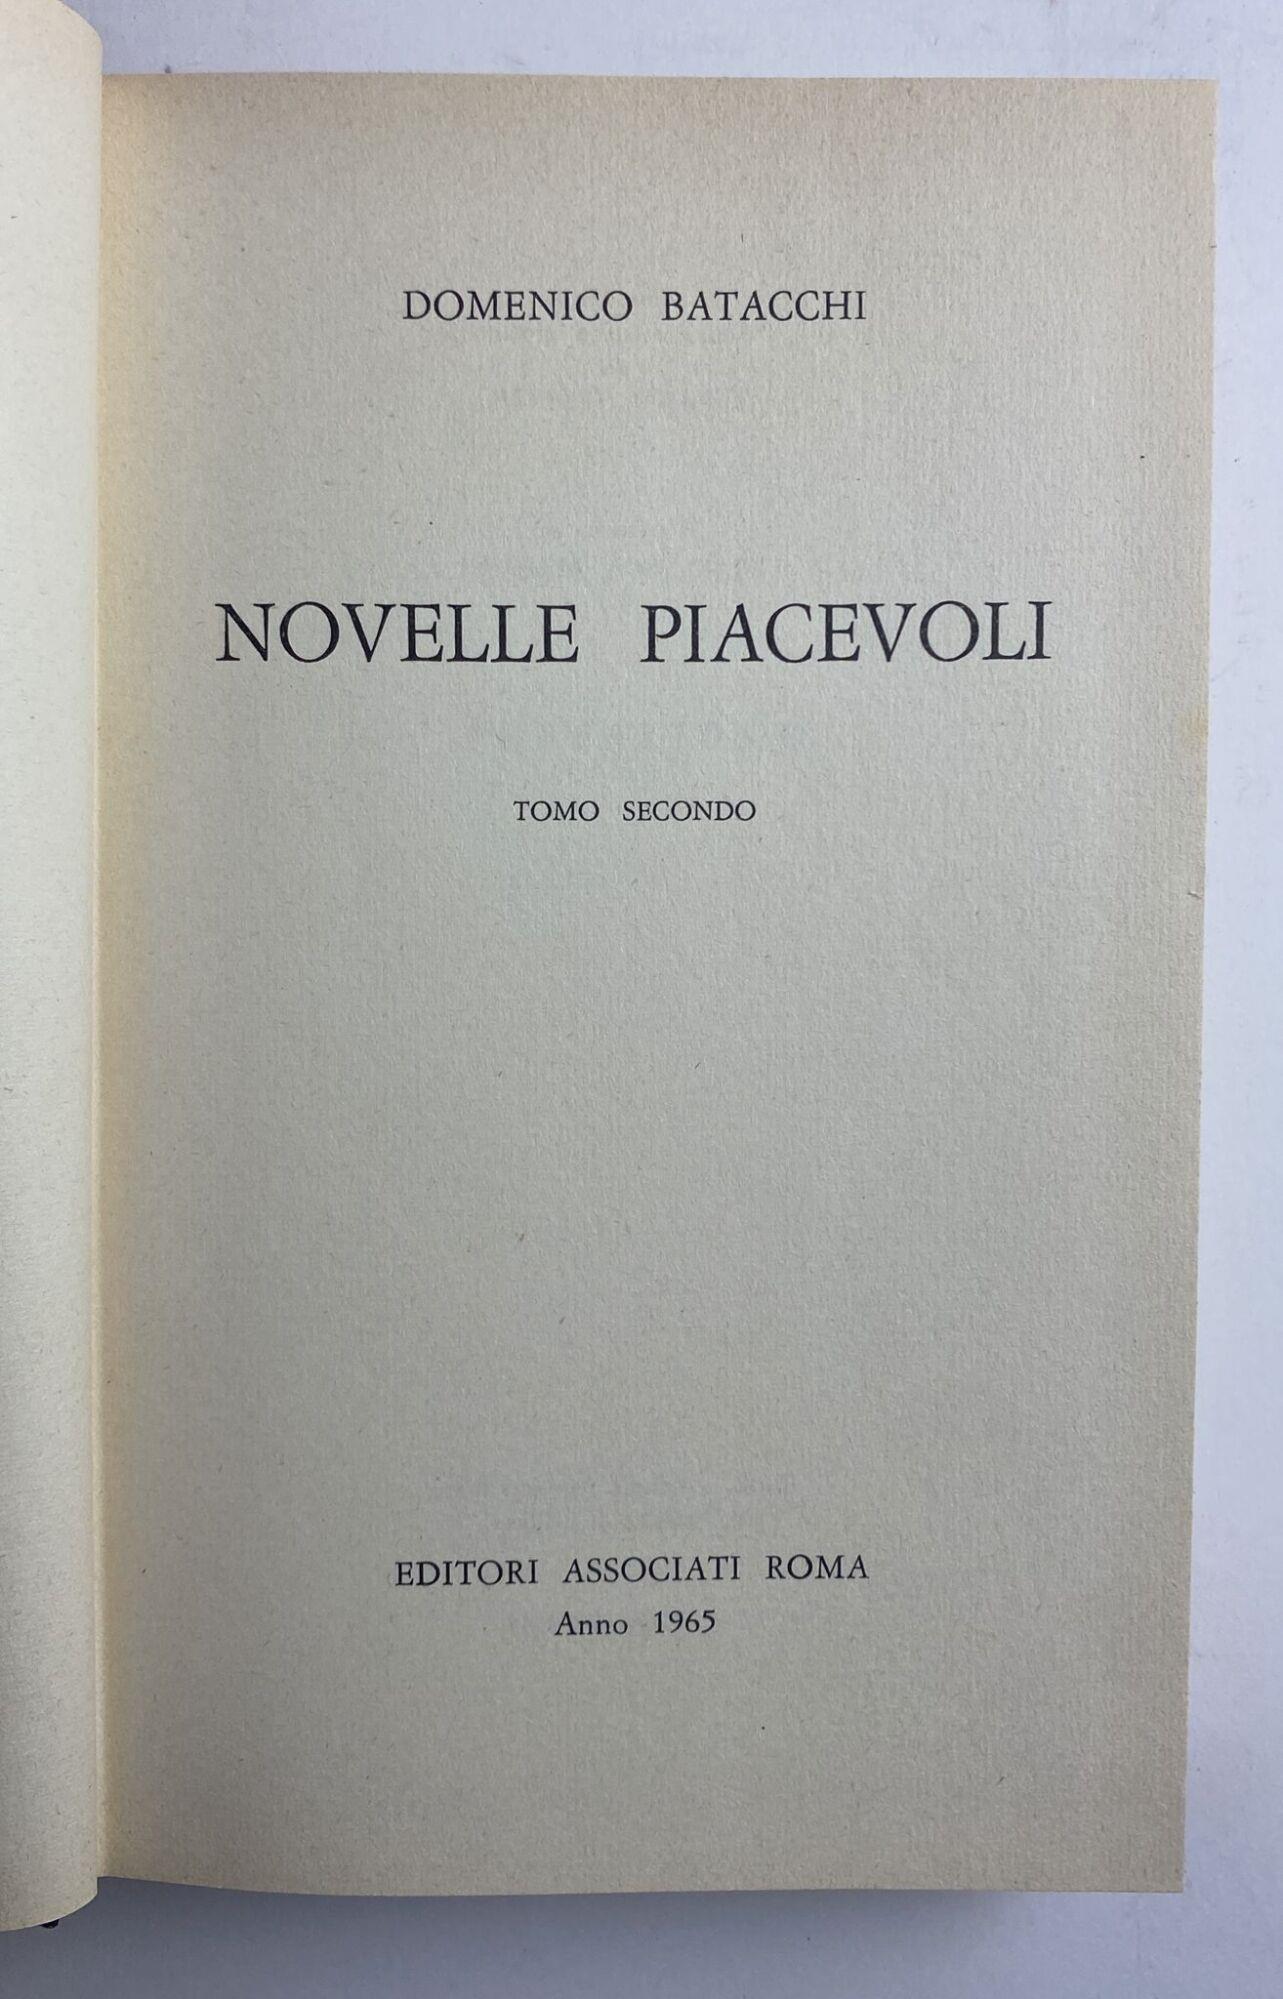 DOMENICO BATACCHI
NOVELLE PIACEVOLI
TOMO SECONDO
EDITORI ASSOCIATI ROMA
Anno 1965